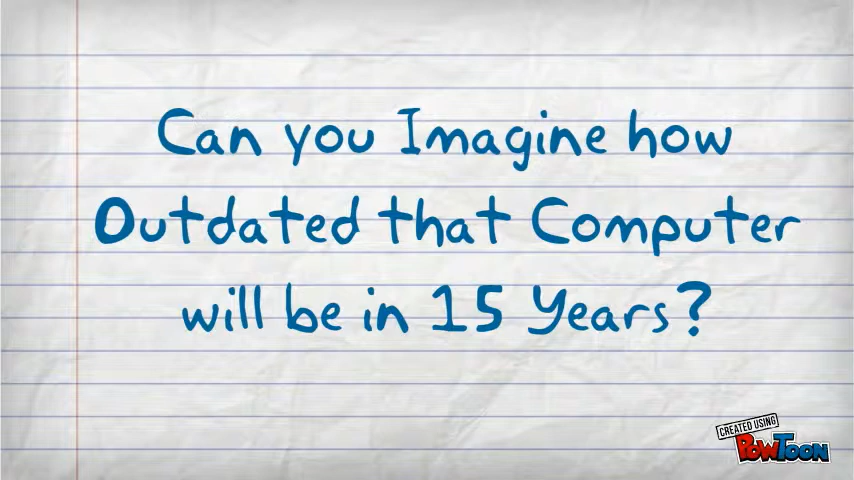 Can you Imagine how
Outdated that Computer
will be in 15 Years?
CREATED USING
PowToon